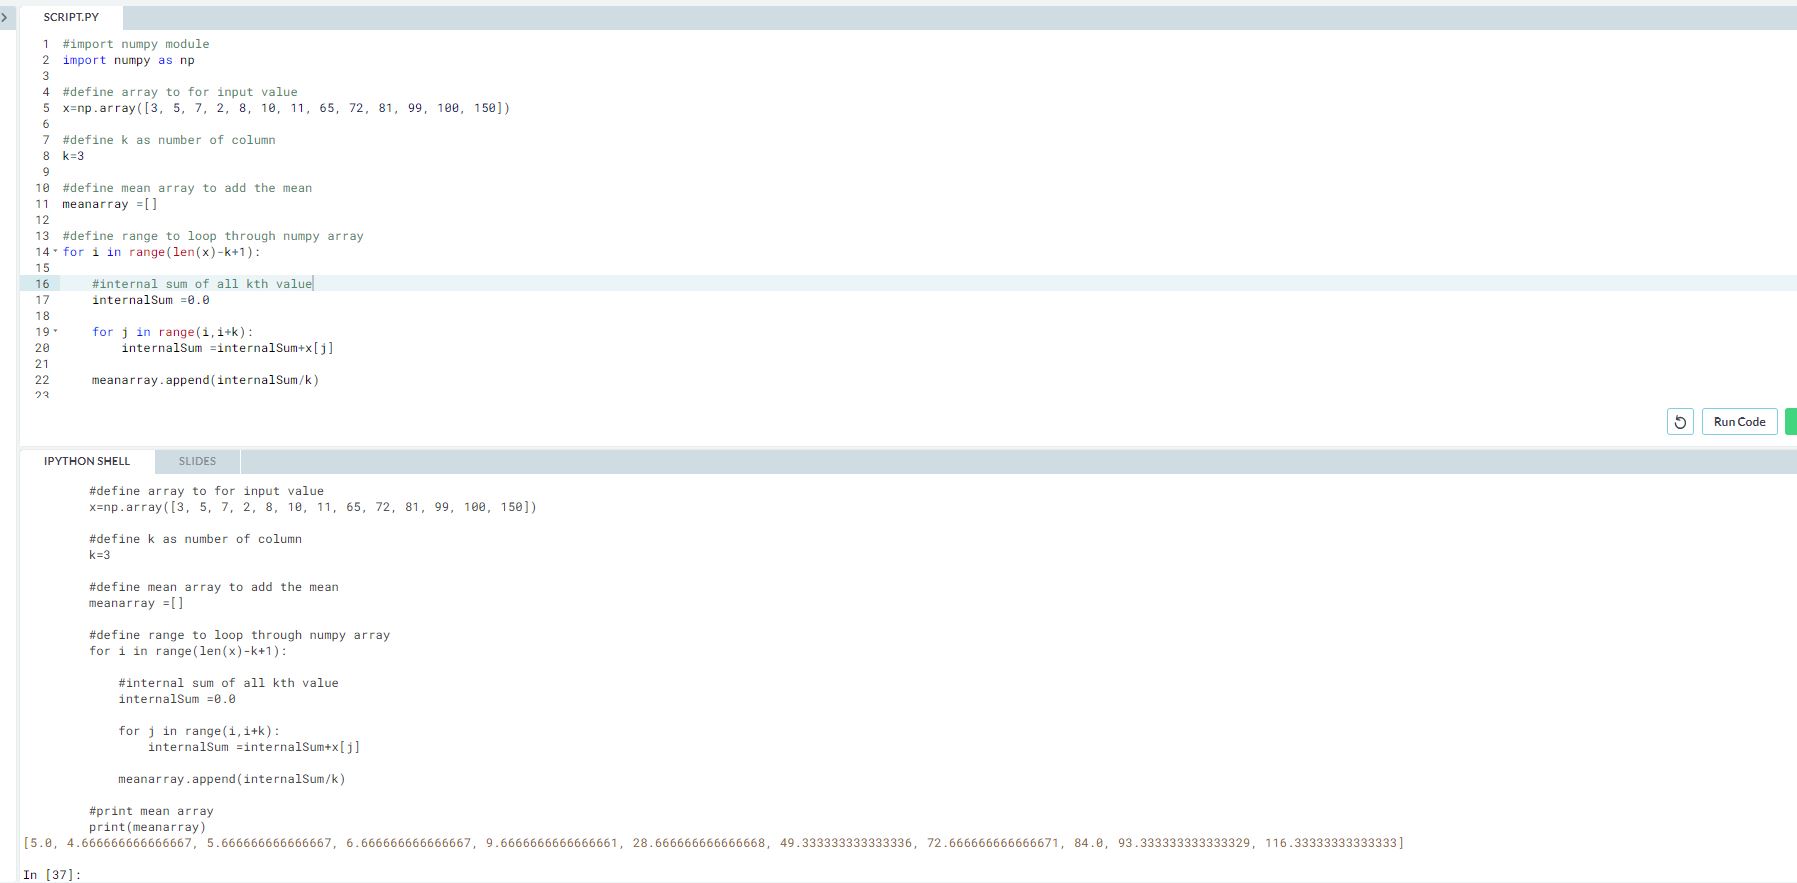 SCRIPT.PY
1 #import numpy module
2 import numpy as np
3
4 #define array to for input value
5 x=np.array([3, 5, 7, 2, 8, 10, 11, 65, 72, 81, 99, 100, 150])
6
7 #define k as number of column
8 k=3
9
10 #define mean array to add the mean
11 meanarray =[]
12
13 #define range to loop through numpy array
14 for i in range(len(x)-k+1):
15
16     #internal sum of all kth value
17     internalSum =0.0
18
19     for j in range(i,i+k):
20         internalSum =internalSum+x[j]
21
22     meanarray.append(internalSum/k)
23
Run Code
IPYTHON SHELL SLIDES
#define array to for input value
x=np.array([3, 5, 7, 2, 8, 10, 11, 65, 72, 81, 99, 100, 150])
#define k as number of column
k=3
#define mean array to add the mean
meanarray =[]
#define range to loop through numpy array
for i in range(len(x)-k+1):
    #internal sum of all kth value
    internalSum =0.0
    for j in range(i,i+k):
        internalSum =internalSum+x[j]
    meanarray.append(internalSum/k)
#print mean array
print(meanarray)
[5.0, 4.666666666666667, 5.666666666666667, 6.666666666666667, 9.6666666666666661, 28.666666666666668, 49.333333333333336, 72.666666666666671, 84.0, 93.333333333333329, 116.33333333333333]
In [37]: